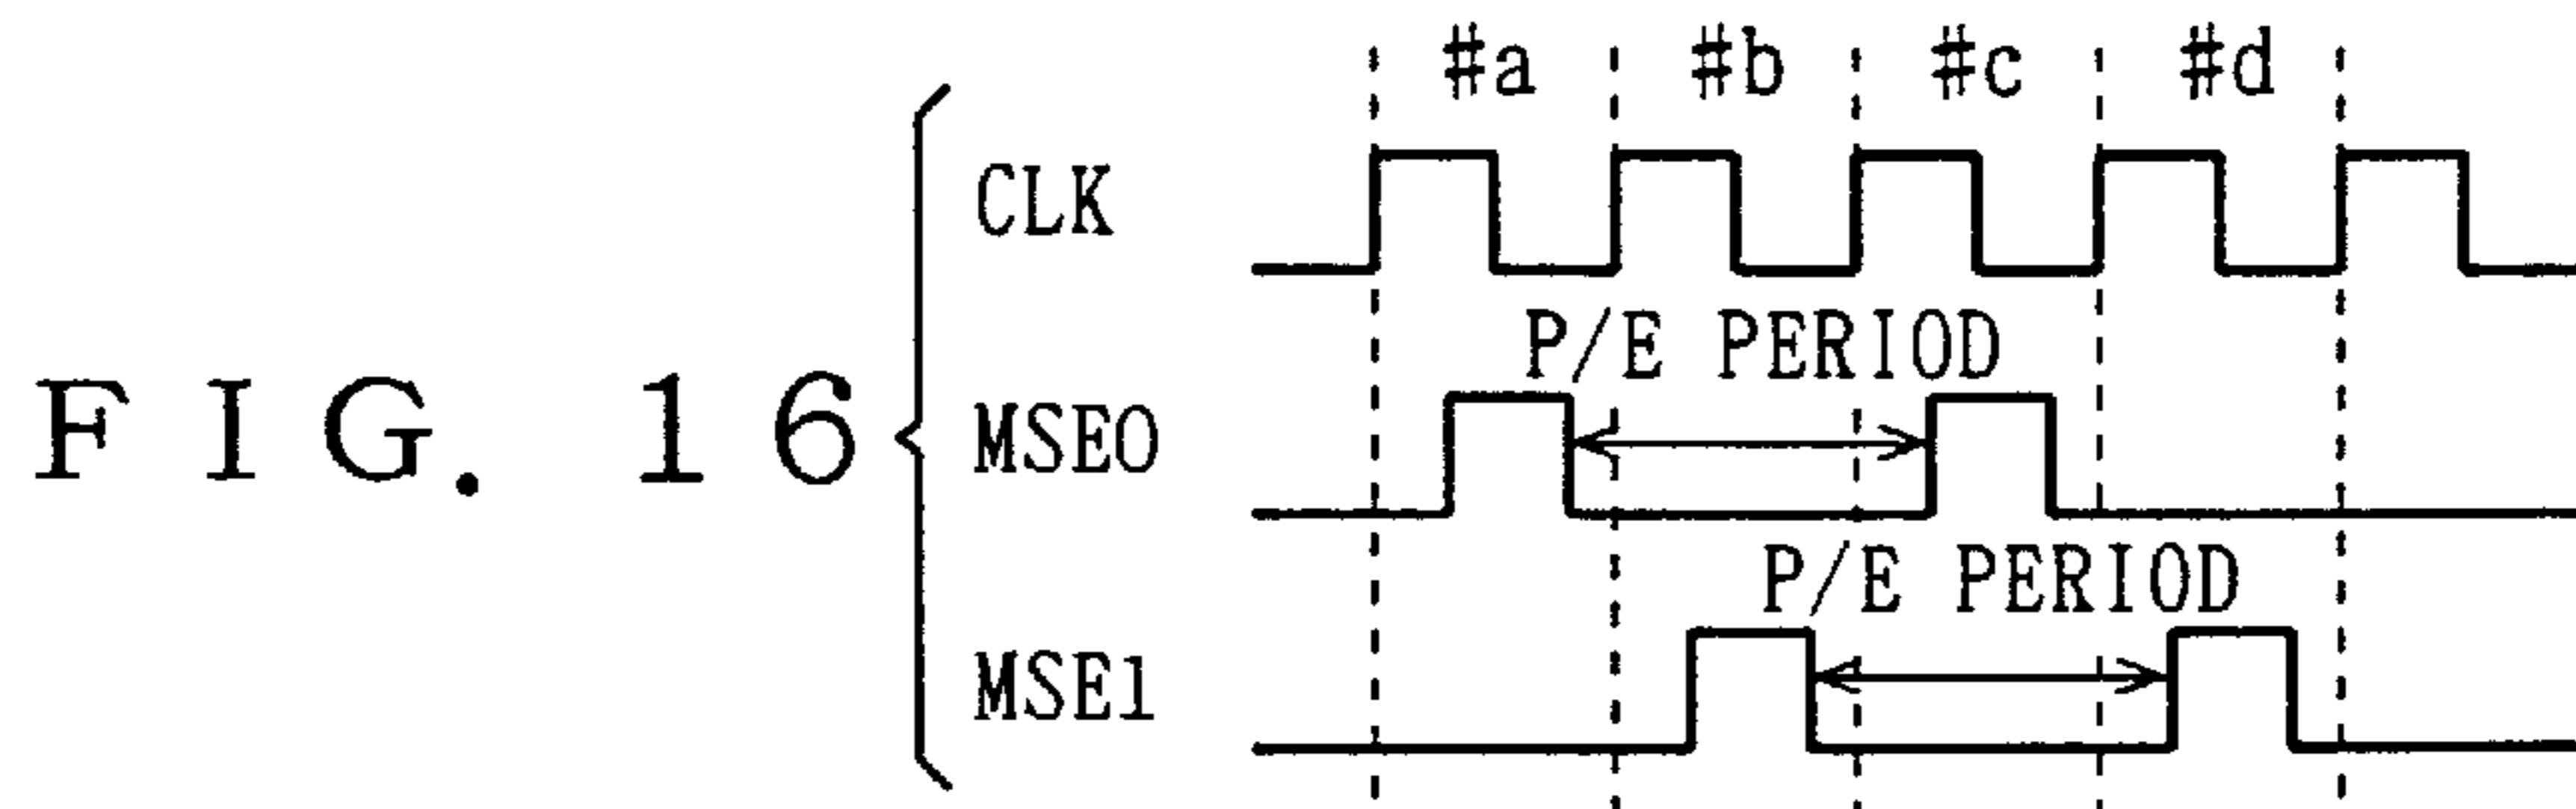 FIG. 16
#a #b #c #d
CLK
P/E PERIOD
MSE0
P/E PERIOD
MSE1